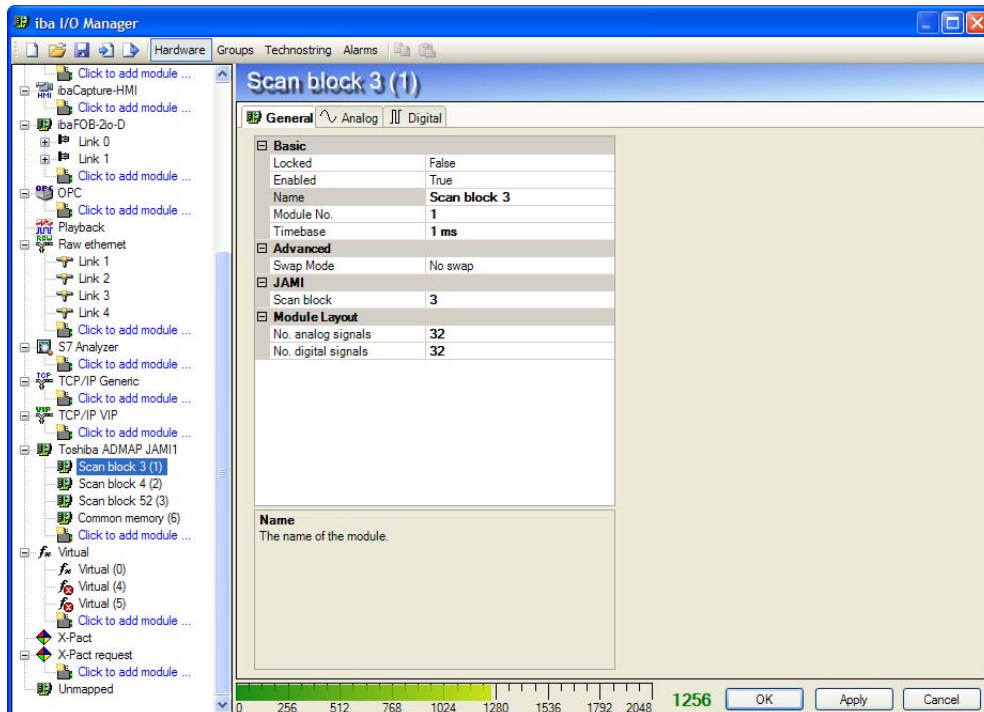 iba I/O Manager
Hardware Groups Technostring Alarms
Click to add module ...
HMI ibaCapture-HMI
Click to add module ...
ibaFOB-2io-D
Link 0
Link 1
Click to add module ...
OPC OPC
Click to add module ...
Playback
RAW Raw ethernet
Link 1
Link 2
Link 3
Link 4
Click to add module ...
S7 Analyzer
Click to add module ...
TCP TCP/IP Generic
Click to add module ...
VIP TCP/IP VIP
Click to add module ...
Toshiba ADMAP JAMI1
Scan block 3 (1)
Scan block 4 (2)
Scan block 52 (3)
Common memory (6)
Click to add module ...
fx Virtual
fx Virtual (0)
Virtual (4)
Virtual (5)
Click to add module ...
X-Pact
X-Pact request
Click to add module ...
Unmapped
Scan block 3 (1)
General Analog Digital
Basic
Locked False
Enabled True
Name Scan block 3
Module No. 1
Timebase 1 ms
Advanced
Swap Mode No swap
JAMI
Scan block 3
Module Layout
No. analog signals 32
No. digital signals 32
Name
The name of the module.
0 256 512 768 1024 1280 1536 1792 2048
1256 OK Apply Cancel